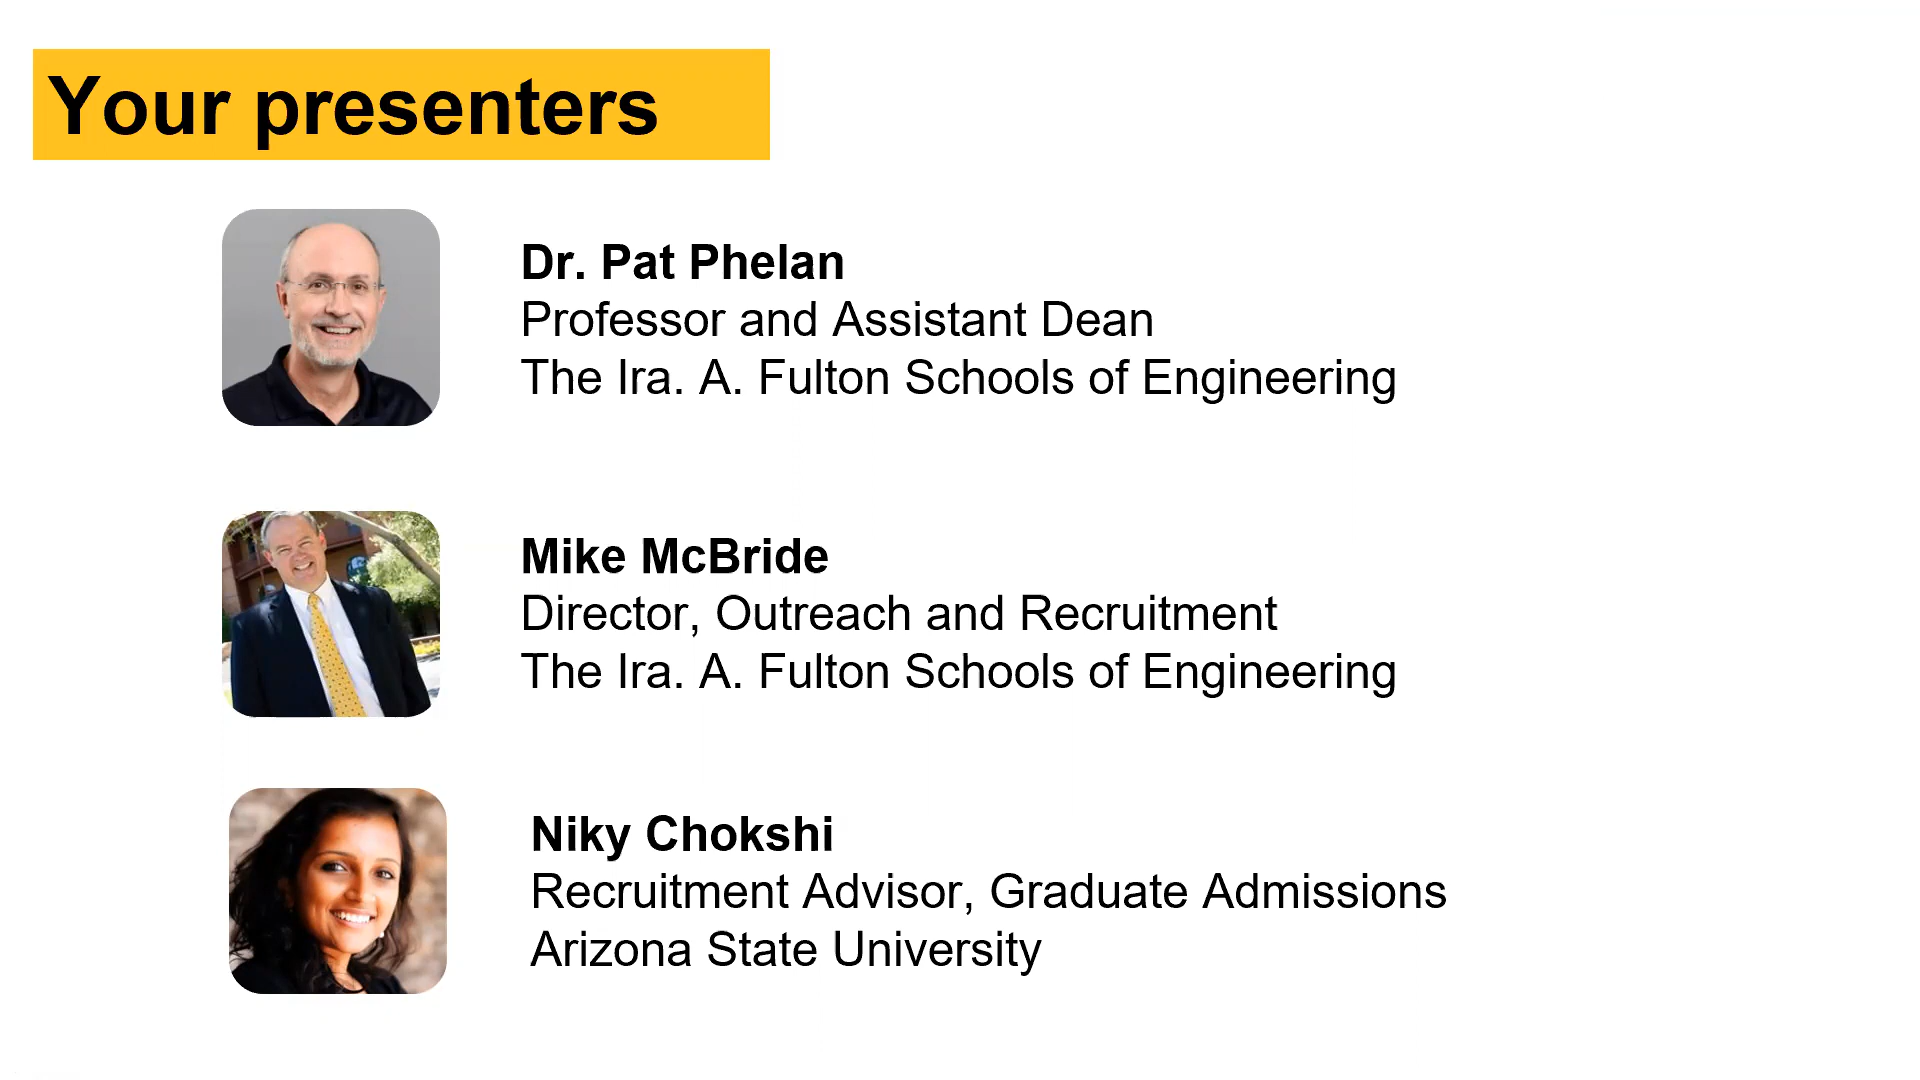 Your presenters
Dr. Pat Phelan
Professor and Assistant Dean
The Ira. A. Fulton Schools of Engineering
Mike McBride
Director, Outreach and Recruitment
The Ira. A. Fulton Schools of Engineering
Niky Chokshi
Recruitment Advisor, Graduate Admissions
Arizona State University